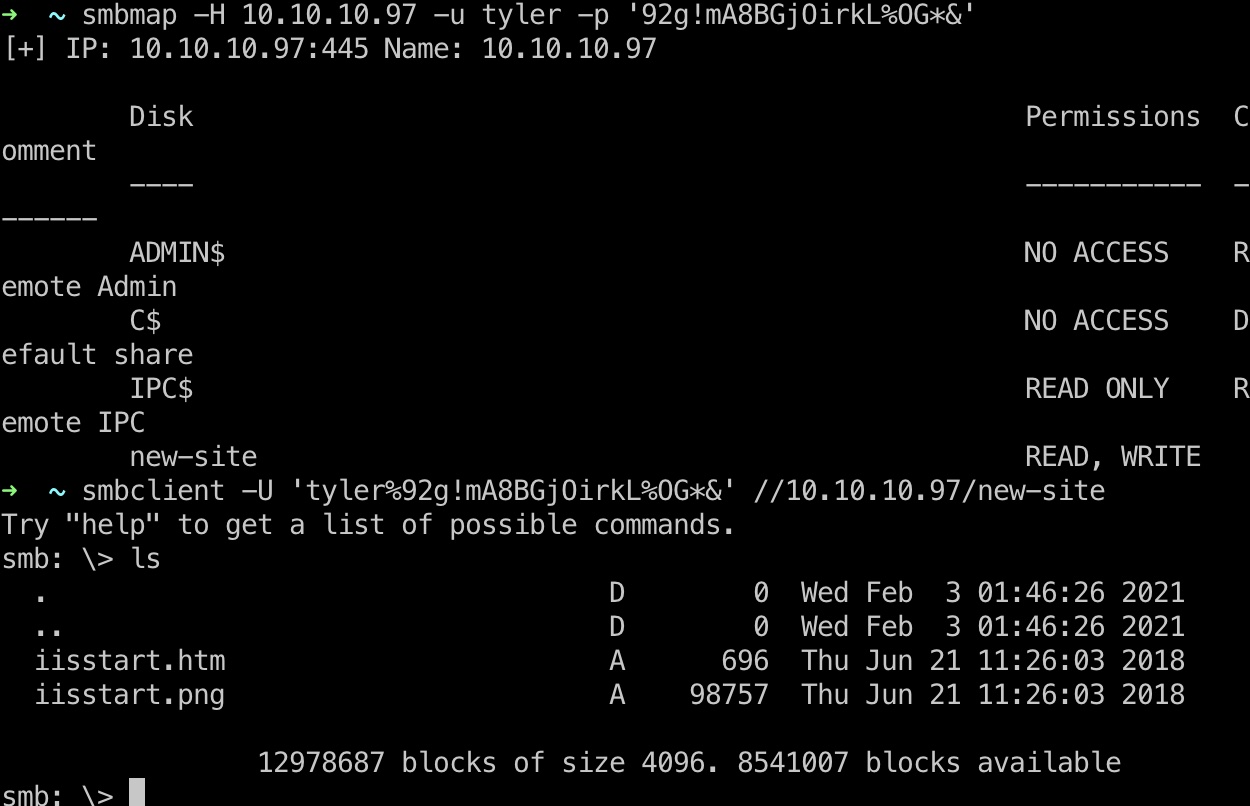 →  ~ smbmap -H 10.10.10.97 -u tyler -p '92g!mA8BGjOirkL%OG*&'
[+] IP: 10.10.10.97:445 Name: 10.10.10.97
        Disk                                                    Permissions  C
omment
        ----                                                    -----------  -
------
        ADMIN$                                                  NO ACCESS    R
emote Admin
        C$                                                      NO ACCESS    D
efault share
        IPC$                                                    READ ONLY    R
emote IPC
        new-site                                                READ, WRITE
→  ~ smbclient -U 'tyler%92g!mA8BGjOirkL%OG*&' //10.10.10.97/new-site
Try "help" to get a list of possible commands.
smb: \> ls
  .                                   D        0  Wed Feb  3 01:46:26 2021
  ..                                  D        0  Wed Feb  3 01:46:26 2021
  iisstart.htm                        A      696  Thu Jun 21 11:26:03 2018
  iisstart.png                        A    98757  Thu Jun 21 11:26:03 2018
                12978687 blocks of size 4096. 8541007 blocks available
smb: \>